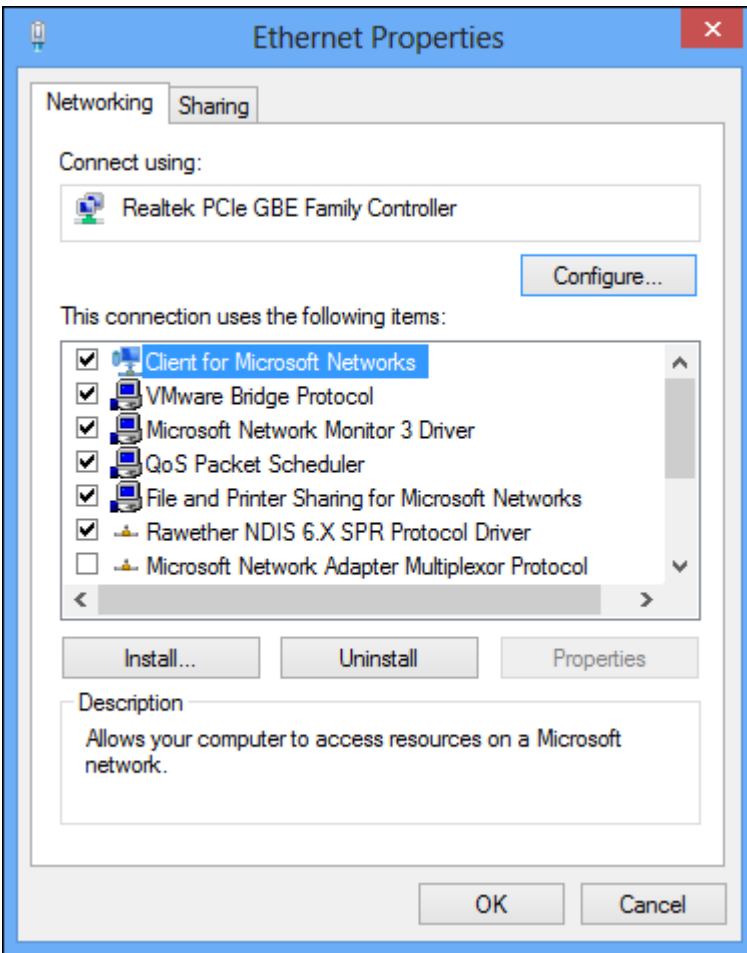 Ethernet Properties
Networking
Sharing
Connect using:
Realtek PCIe GBE Family Controller
Configure...
This connection uses the following items:
Client for Microsoft Networks
VMware Bridge Protocol
Microsoft Network Monitor 3 Driver
QoS Packet Scheduler
File and Printer Sharing for Microsoft Networks
Rawether NDIS 6.X SPR Protocol Driver
Microsoft Network Adapter Multiplexor Protocol
Install...
Uninstall
Properties
Description
Allows your computer to access resources on a Microsoft
network.
OK
Cancel